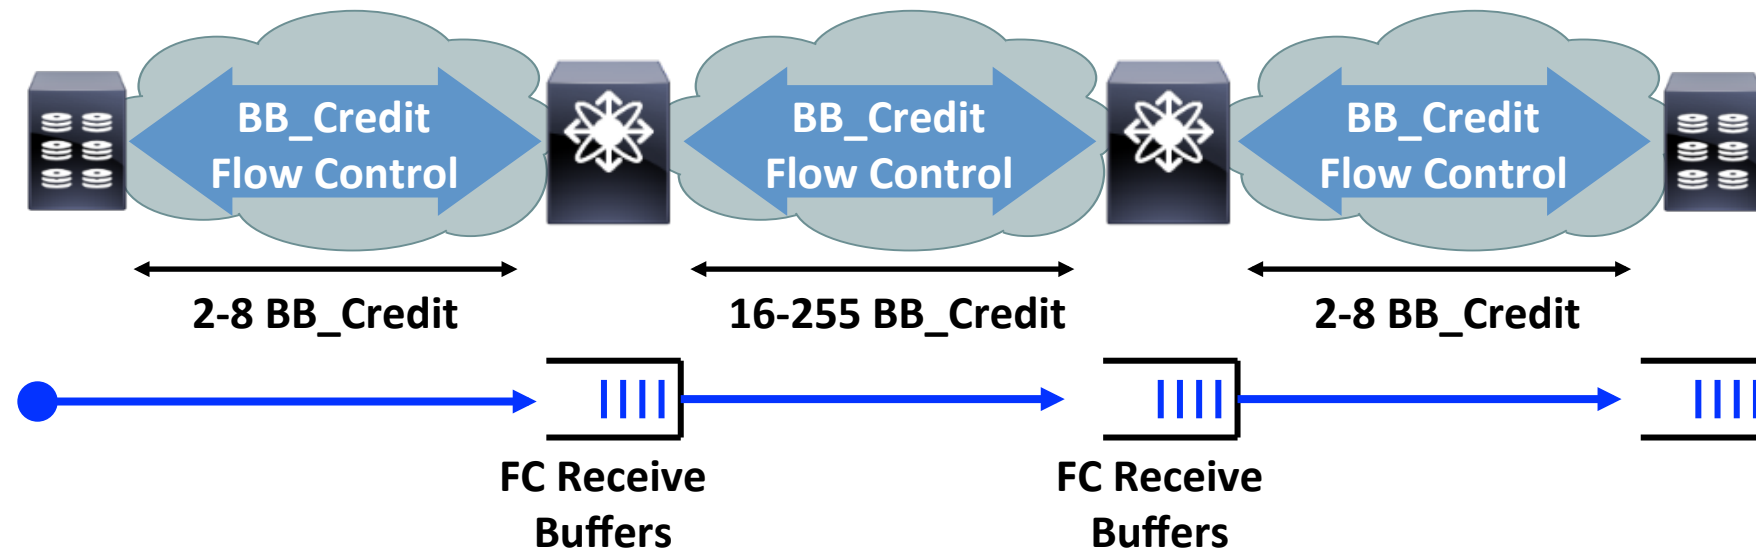 BB_Credit
Flow Control
BB_Credit
Flow Control
BB_Credit
Flow Control
2-8 BB_Credit
16-255 BB_Credit
2-8 BB_Credit
FC Receive
Buffers
FC Receive
Buffers